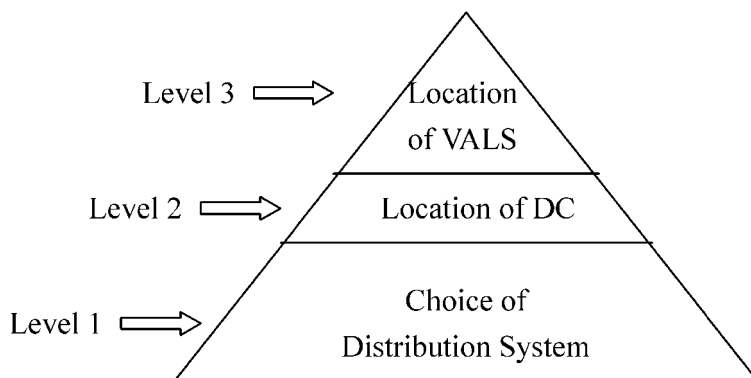 Level 3
Location
of VALS
Level 2
Location of DC
Level 1
Choice of
Distribution System